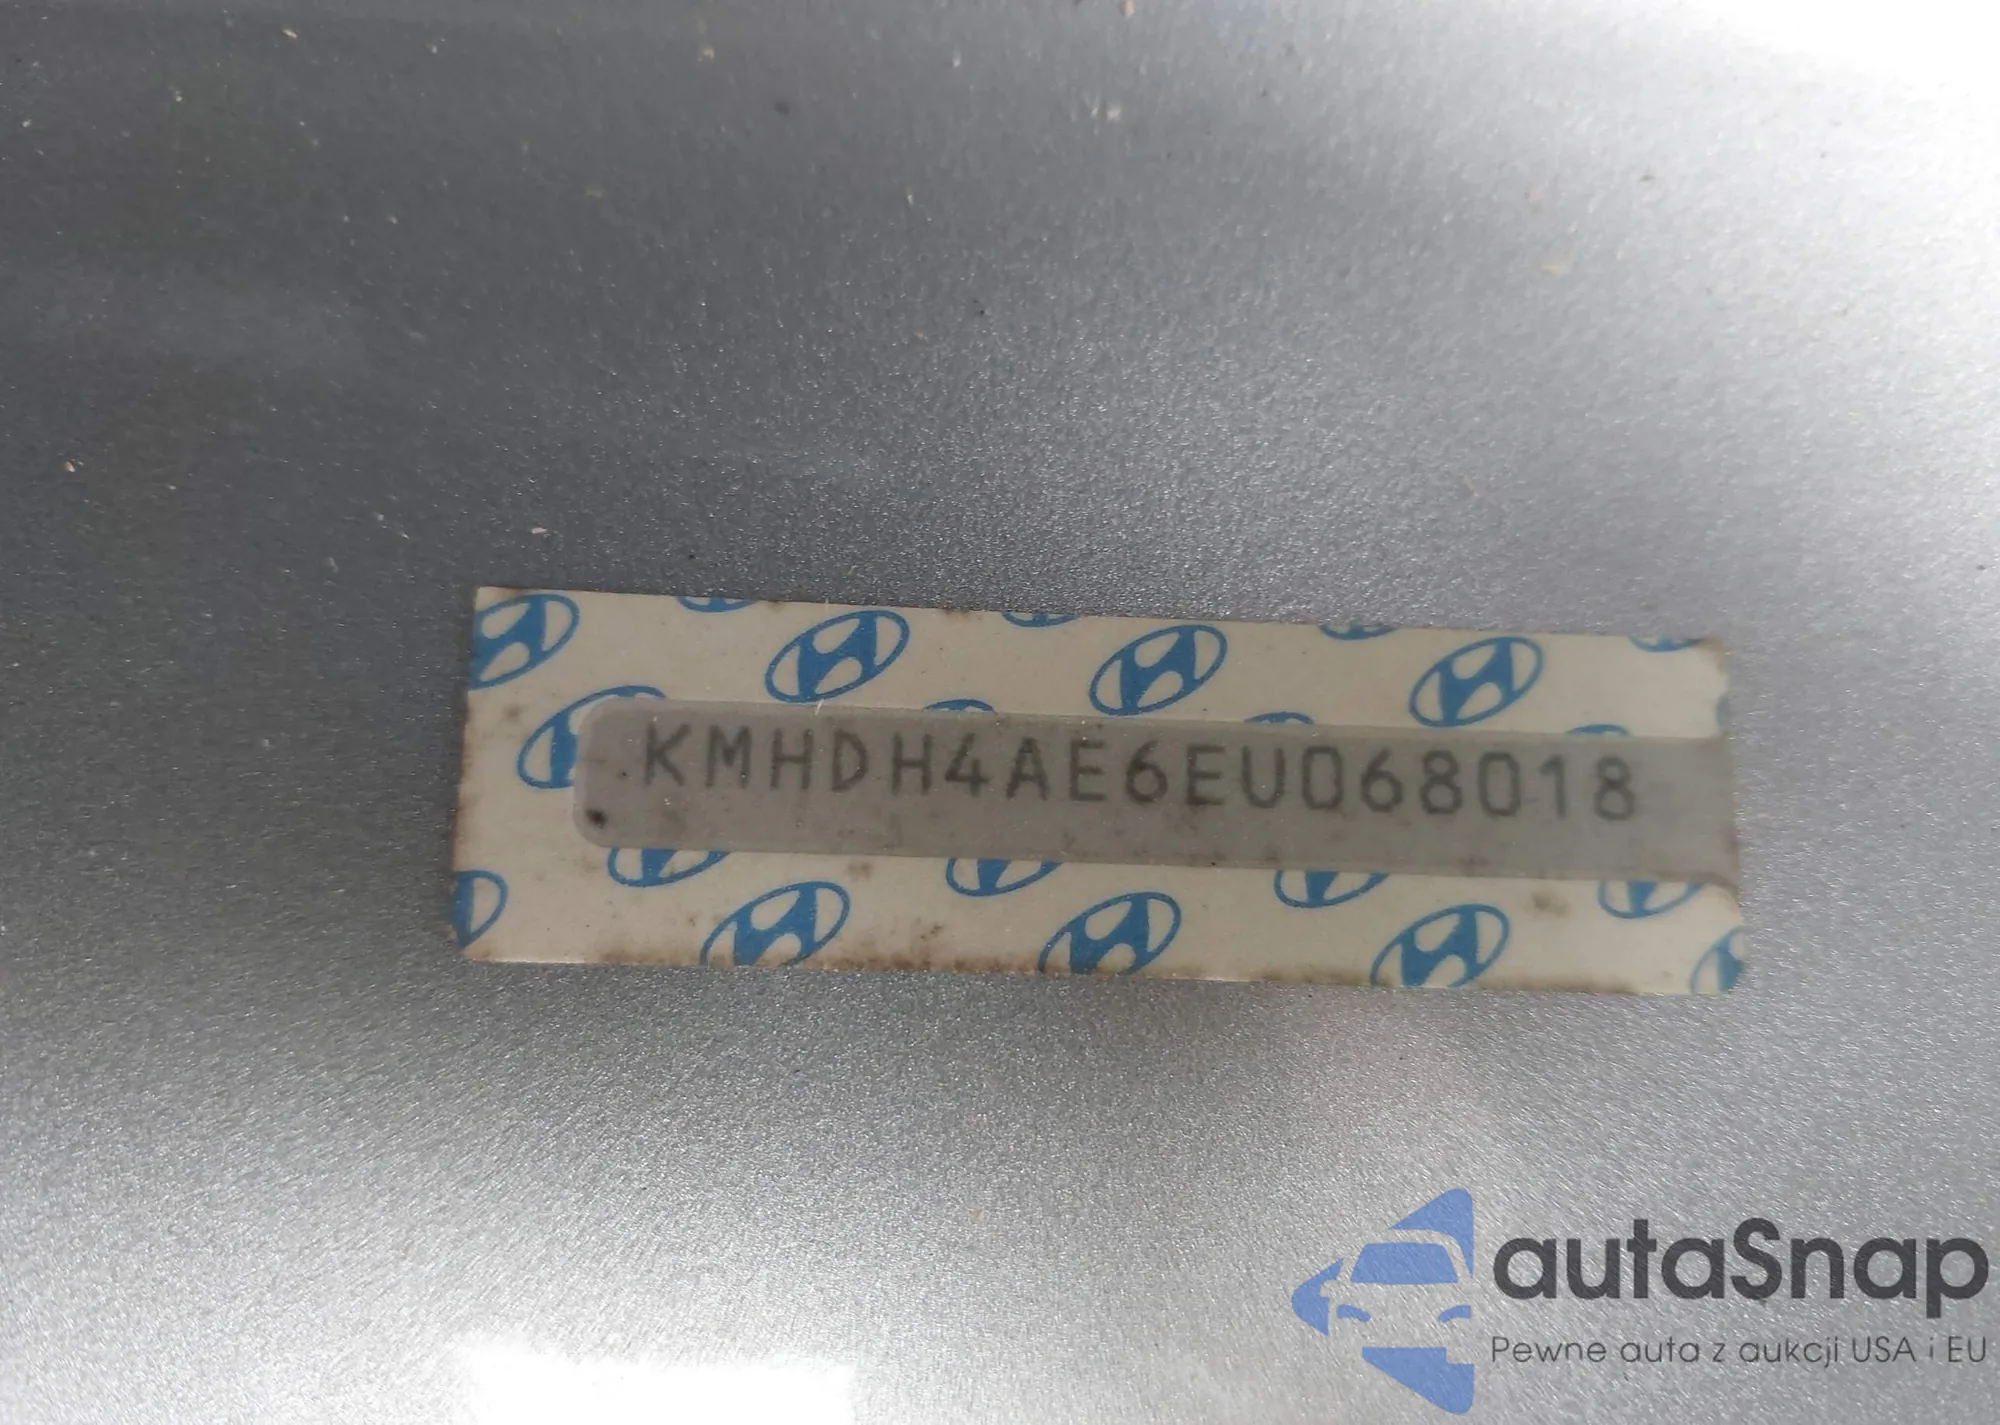 KMHDH4AE6EU068018
autaSnap
Pewne auta z aukcji USA i EU